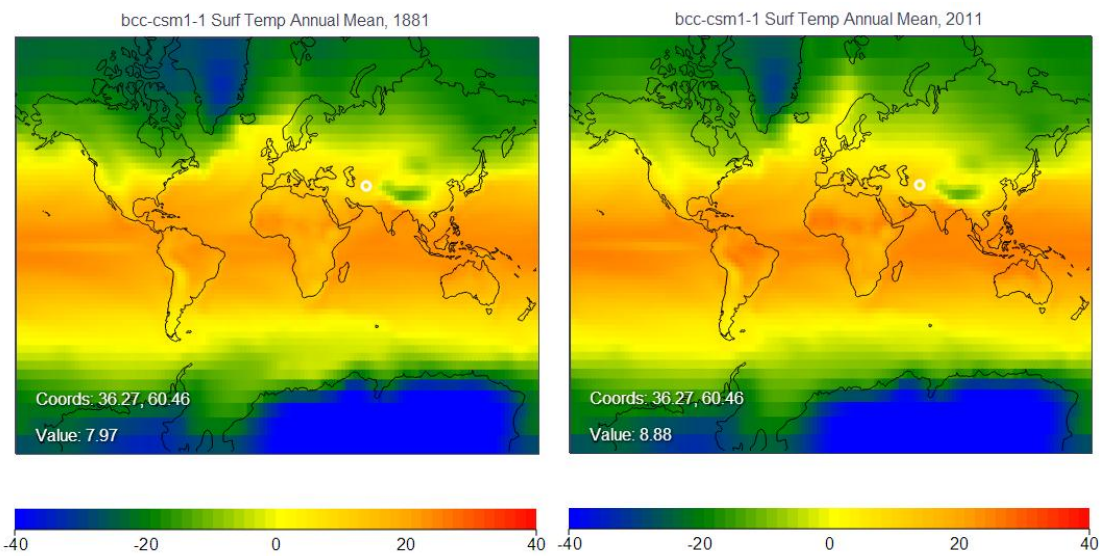 bcc-csm1-1 Surf Temp Annual Mean, 1881
Coords: 36.27, 60.46
Value: 7.97
-40 -20 0 20 40
bcc-csm1-1 Surf Temp Annual Mean, 2011
Coords: 36.27, 60.46
Value: 8.88
-40 -20 0 20 40